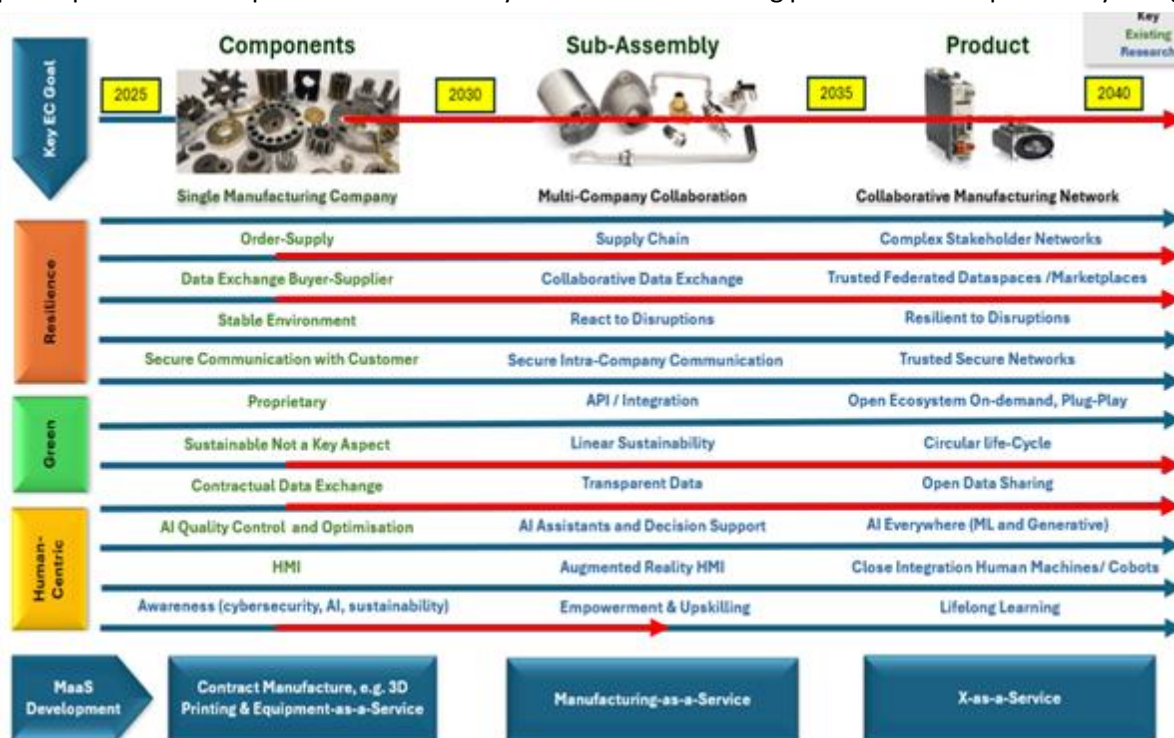 Key
Existing
Research
Components
Sub-Assembly
Product
Key EC Goal
2025
2030
2035
2040
Single Manufacturing Company
Multi-Company Collaboration
Collaborative Manufacturing Network
Resilience
Order-Supply
Supply Chain
Complex Stakeholder Networks
Data Exchange Buyer-Supplier
Collaborative Data Exchange
Trusted Federated Dataspaces /Marketplaces
Stable Environment
React to Disruptions
Resilient to Disruptions
Secure Communication with Customer
Secure Intra-Company Communication
Trusted Secure Networks
Green
Proprietary
API / Integration
Open Ecosystem On-demand, Plug-Play
Sustainable Not a Key Aspect
Linear Sustainability
Circular life-Cycle
Contractual Data Exchange
Transparent Data
Open Data Sharing
Human-
Centric
AI Quality Control and Optimisation
AI Assistants and Decision Support
AI Everywhere (ML and Generative)
HMI
Augmented Reality HMI
Close Integration Human Machines/ Cobots
Awareness (cybersecurity, AI, sustainability)
Empowerment & Upskilling
Lifelong Learning
MaaS
Development
Contract Manufacture, e.g. 3D
Printing & Equipment-as-a-Service
Manufacturing-as-a-Service
X-as-a-Service